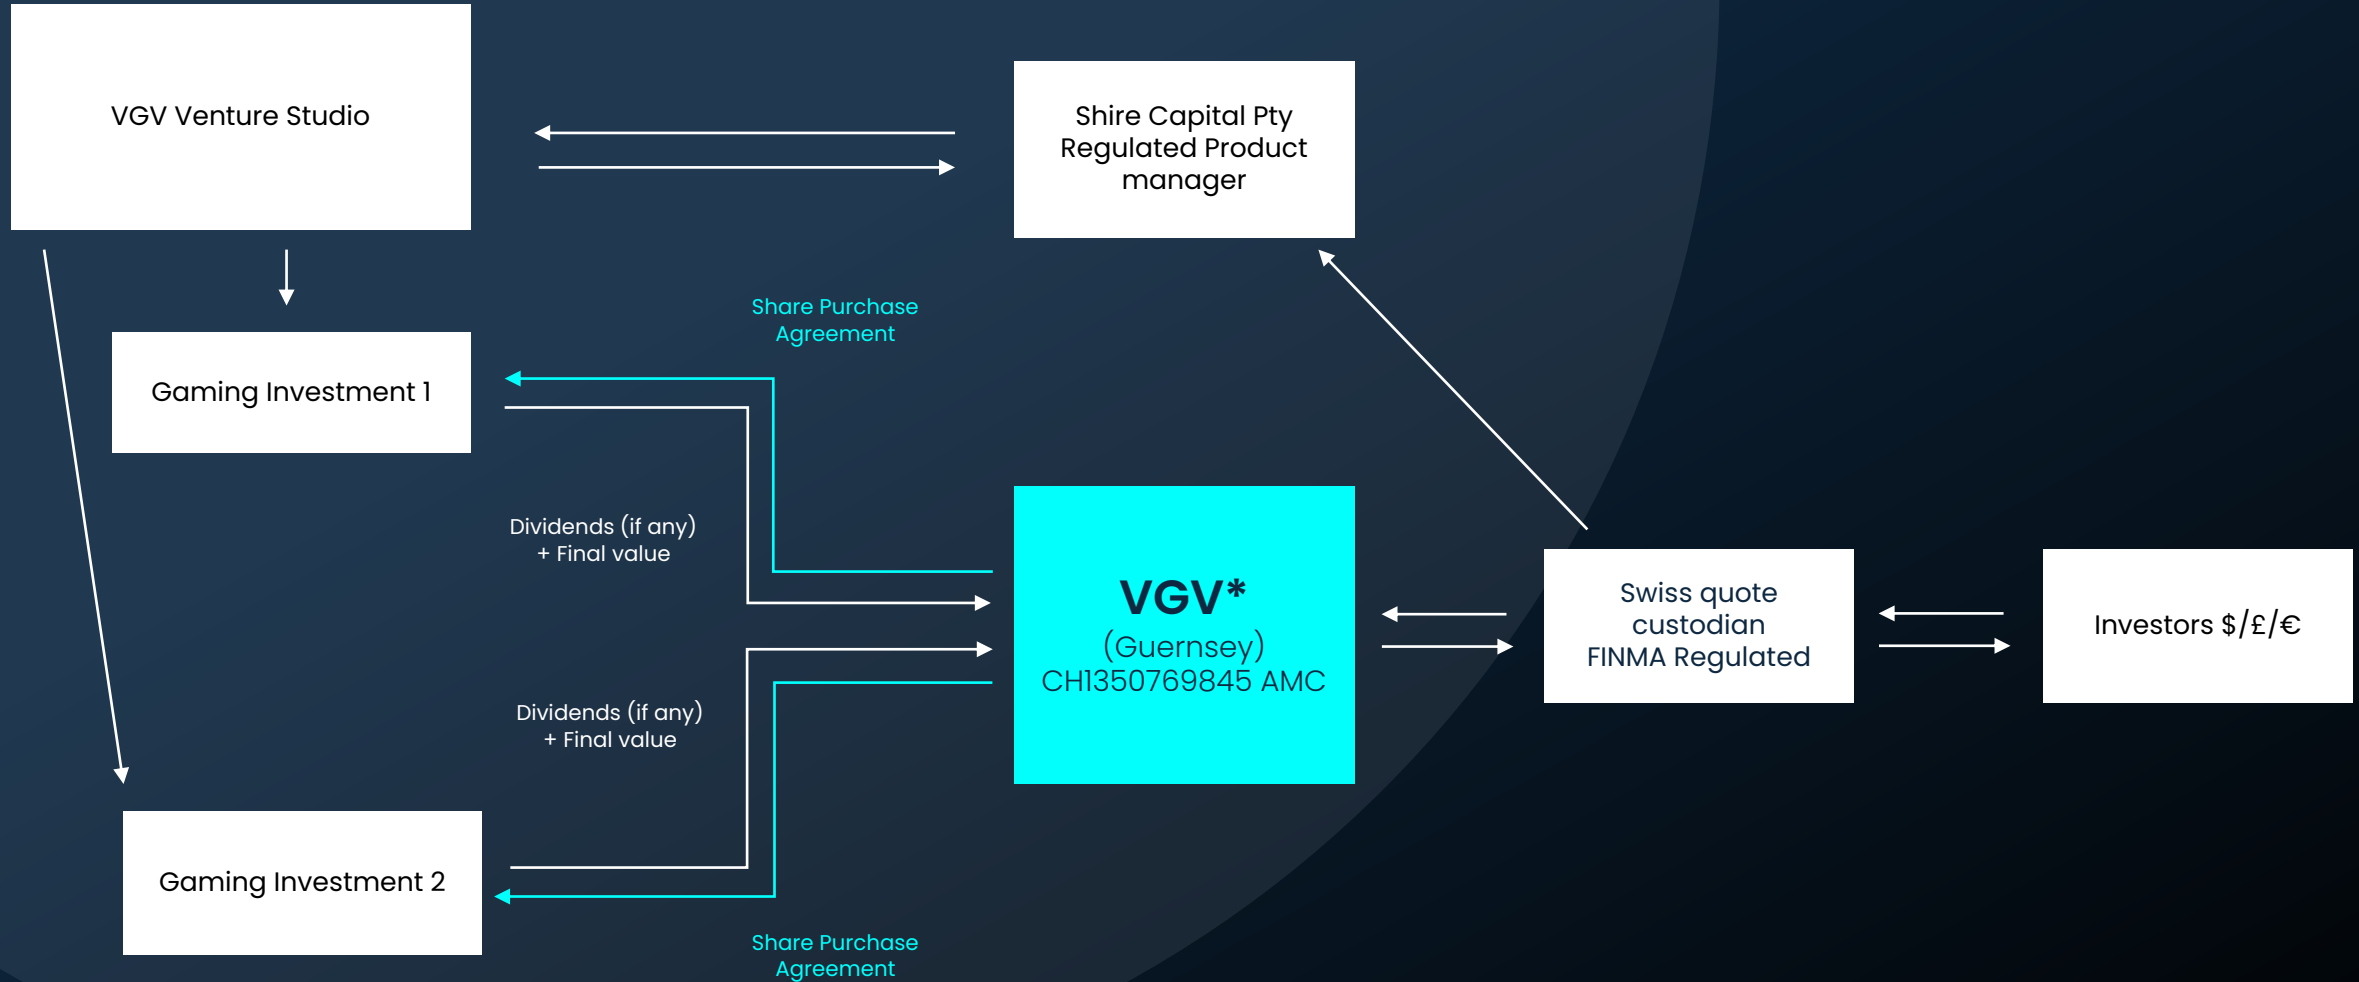 VGV Venture Studio
Shire Capital Pty
Regulated Product
manager
Share Purchase
Agreement
Gaming Investment 1
Dividends (if any)
+ Final value
VGV*
(Guernsey)
CH1350769845 AMC
Swiss quote
custodian
FINMA Regulated
Investors $/£/€
Dividends (if any)
+ Final value
Gaming Investment 2
Share Purchase
Agreement